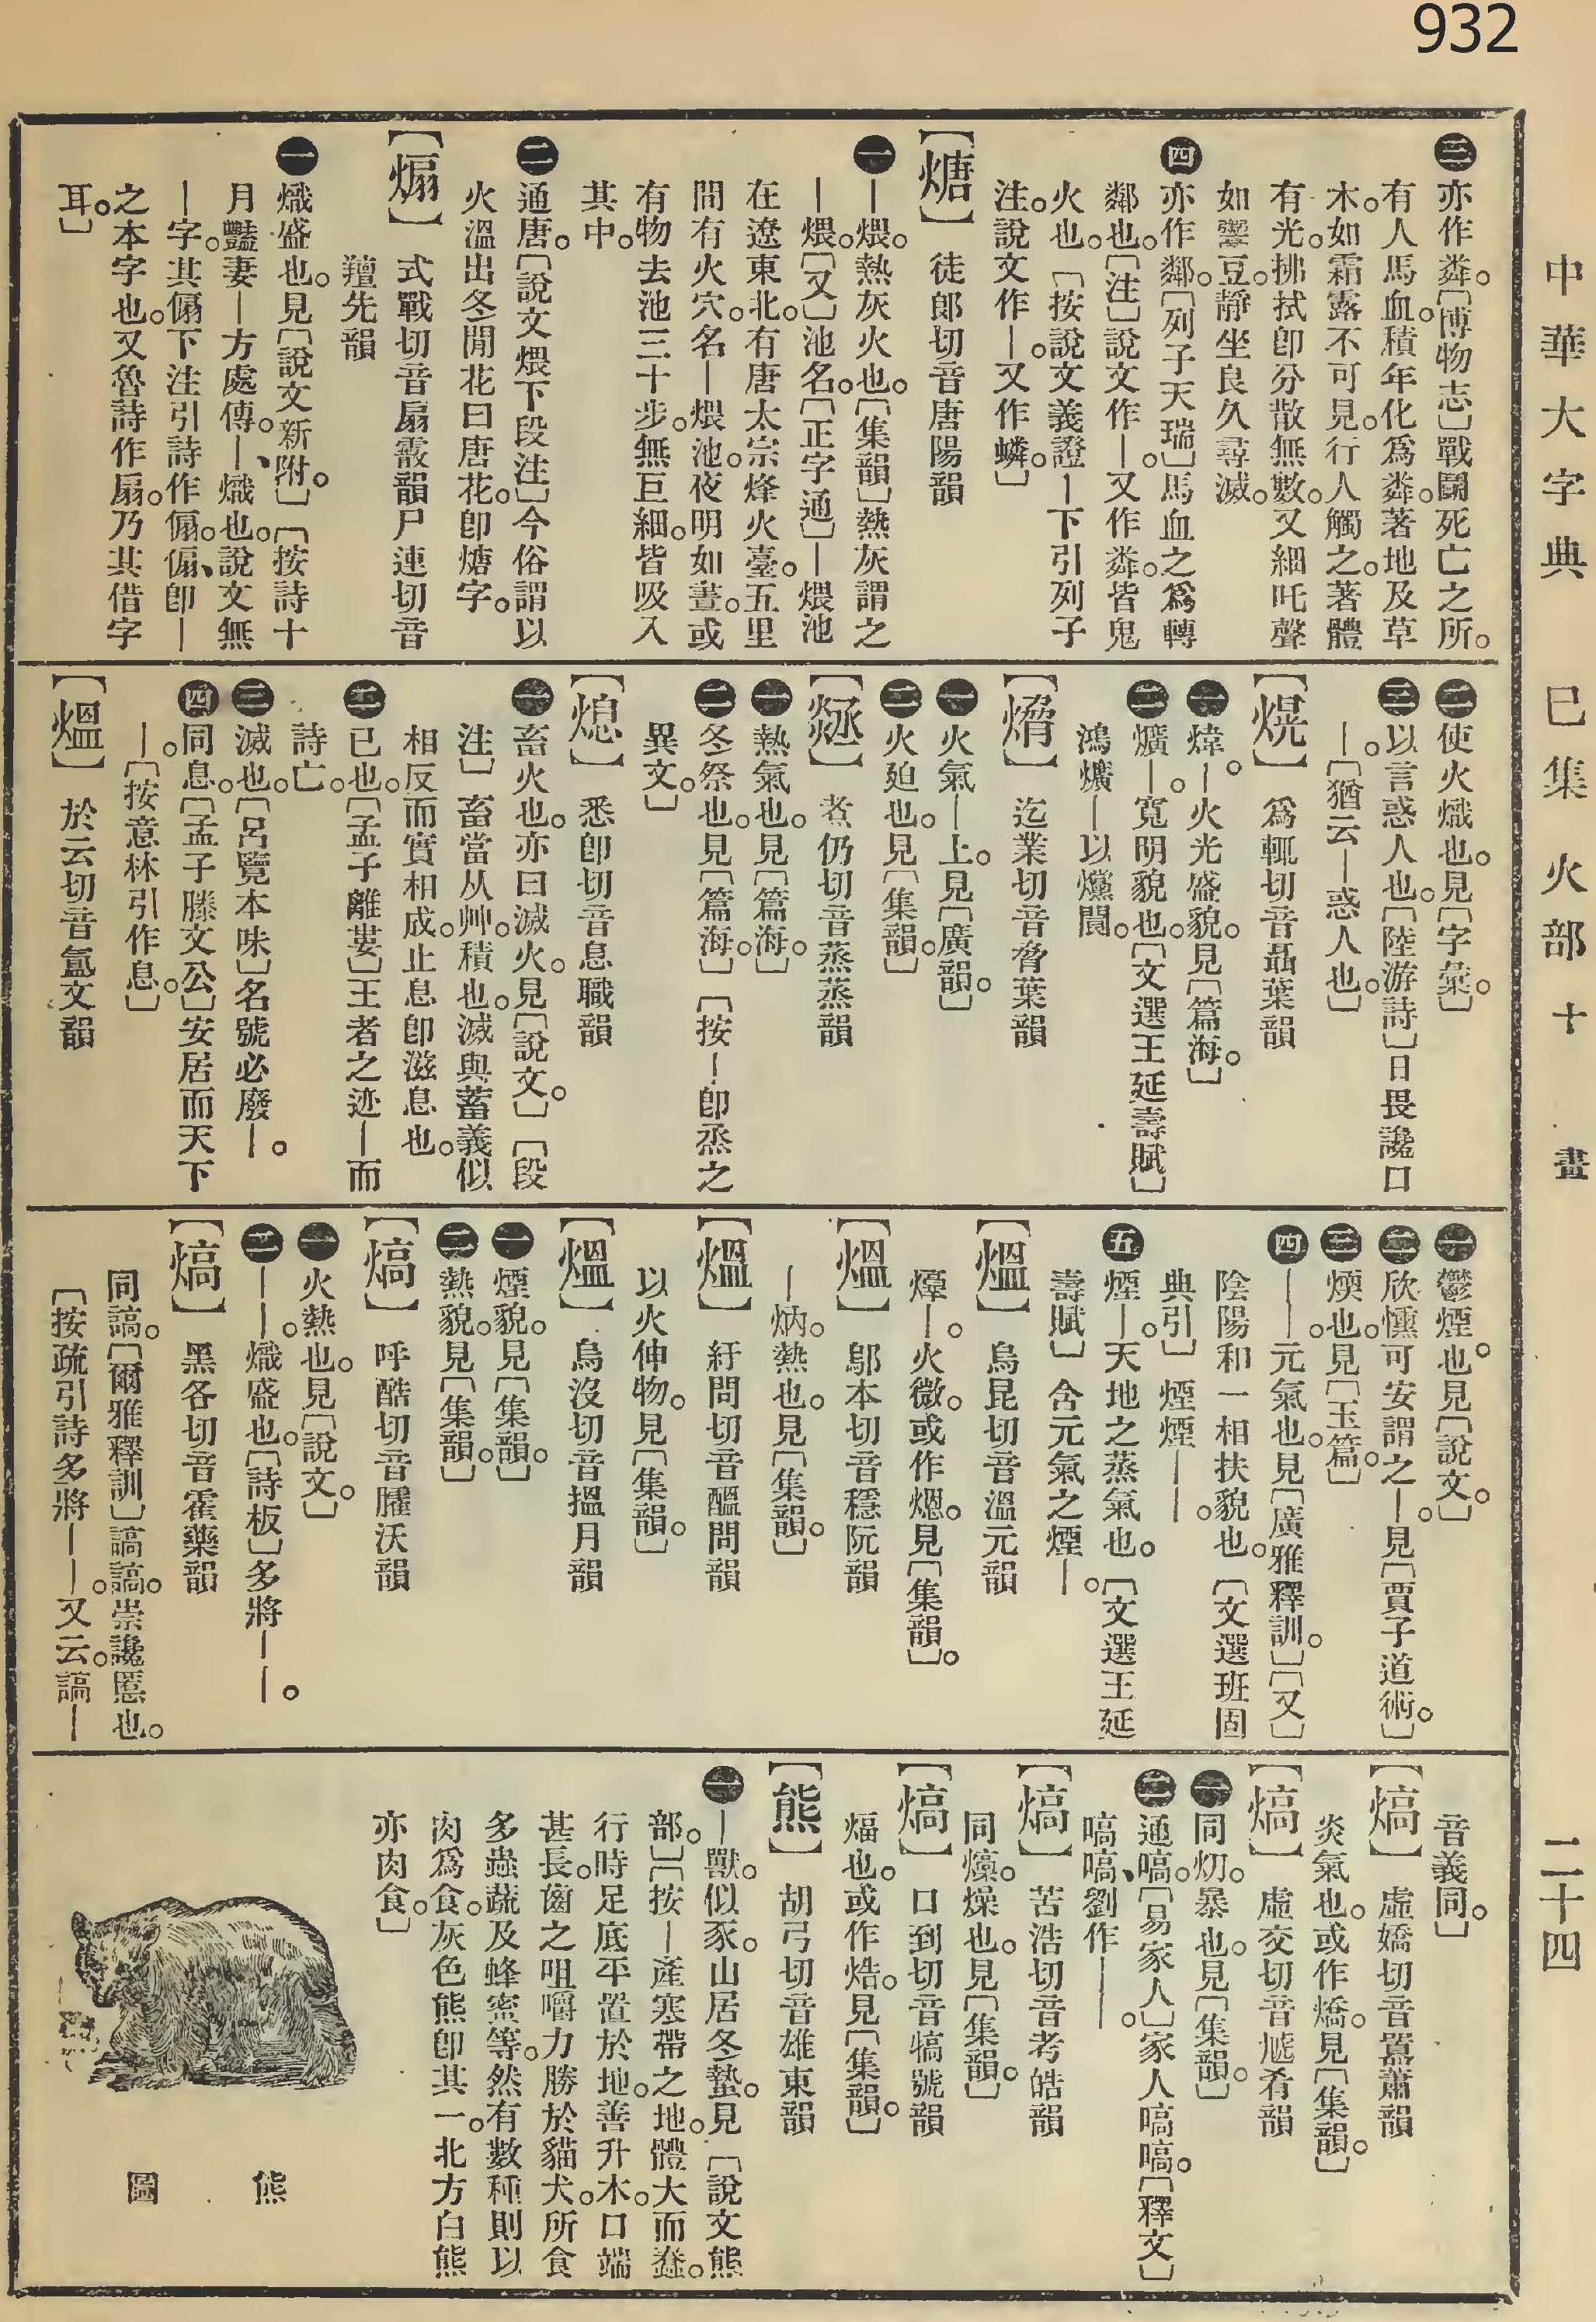 932
中華大字典　巳集　火部　十畫　二十四
㊂亦作粦。〔博物志〕戰鬬死亡之所。
有人馬血。積年化爲粦。著地及草
木。如霜露不可見。行人觸之。著體
有光。拂拭卽分散無數。又細吒聲
如㷶豆。靜坐良久尋滅。
㊃亦作粦。〔列子天瑞〕馬血之爲轉
鄰也。〔注〕說文作―。又作粦。皆鬼
火也。〔按說文義證―下引列子
注。說文作―。又作蟒。〕
【煻】　徒郎切音唐陽韻
㊀―煨。熱灰火也。〔集韻〕熱灰謂之
―煨。〔又〕池名。〔正字通〕―煨池
在遼東北。有唐太宗烽火臺。五里
間有火穴。名―煨池。夜明如晝。或
有物去池三十步。無巨細。皆吸入
其中。
㊁通唐。〔說文煨下段注〕今俗謂以
火溫出冬閒花曰唐花。卽煻字。
【煽】　式戰切音扇霰韻尸連切音
羶先韻
㊀熾盛也。見〔說文新附。〕〔按詩十
月豔妻―方處傳。―、熾也。說文無
―字。其傓下注引詩作傓。傓、卽―
之本字也。又魯詩作扇。乃其借字
耳。〕
㊁使火熾也。見〔字彙。〕
㊂以言惑人也。〔陸游詩〕日畏讒口
―。〔猶云―惑人也。〕
【熀】　爲輒切音曅葉韻
㊀煒―。火光盛貌。見〔篇海。〕
㊁爌―。寬明貌也。〔文選王延壽賦〕
鴻爌―以爣閬。
【熁】　迄業切音脅葉韻
㊀火氣―上。見〔廣韻。〕
㊁火廹也。見〔集韻。〕
【烝】　煮仍切音蒸蒸韻
㊀熱氣也。見〔篇海。〕
㊁冬祭也。見〔篇海。〕〔按―卽烝之
異文。〕
【熄】　悉卽切音息職韻
㊀畜火也。亦曰滅火。見〔說文。〕〔段
注〕畜當从艸。積也。滅與蓄義似
相反而實相成。止息卽滋息也。
㊁已也。〔孟子離婁〕王者之迹―而
詩亡。
㊂滅也。〔呂覽本味〕名號必廢―。
㊃同息。〔孟子滕文公〕安居而天下
―。〔按意林引作息。〕
【熅】　於云切音氳文韻
㊀鬱煙也。見〔說文。〕
㊁欣懽可安謂之―。見〔賈子道術。〕
㊂煗也。見〔玉篇。〕
㊃――元氣也。見〔廣雅釋訓。〕〔又〕
陰陽和一相扶貌也。〔文選班固
典引〕煙煙――。
㊄煙―。天地之蒸氣也。〔文選王延
壽賦〕含元氣之煙―。
【熅】　烏昆切音溫元韻
㷉―。火微。或作煾。見〔集韻。〕
【熅】　鄔本切音穩阮韻
―炳。熱也。見〔集韻。〕
【熅】　紆問切音醞問韻
以火伸物。見〔集韻。〕
【熅】　烏沒切音搵月韻
㊀煙貌。見〔集韻。〕
㊁熱貌。見〔集韻。〕
【熇】　呼酷切音臛沃韻
㊀火熱也。見〔說文。〕
㊁――。熾盛也。〔詩板〕多將――。
【熇】　黑各切音霍藥韻
同謞。〔爾雅釋訓〕謞謞。崇讒慝也。
〔按疏引詩多將――。又云。謞―
音義同。〕
【熇】　虛嬌切音囂蕭韻
炎氣也。或作熇。見〔集韻。〕
【熇】　虛交切音虓肴韻
㊀同灱。暴也。見〔集韻。〕
㊁通嗃。〔易家人〕家人嗃嗃。〔釋文〕
嗃嗃、劉作――。
【熇】　苦浩切音考皓韻
同燺。燥也。見〔集韻。〕
【熇】　口到切音犒號韻
煏也。或作焅。見〔集韻。〕
【熊】　胡弓切音雄東韻
㊀―獸。似豕。山居冬蟄。見〔說文熊
部。〕〔按―產寒帶之地。體大而蠢。
行時足底平置於地。善升木。口端
甚長。齒之咀嚼力勝於貓犬。所食
多蟲蔬及蜂蜜等。然有數種則以
肉爲食。灰色熊卽其一。北方白熊
亦肉食。〕
熊圖